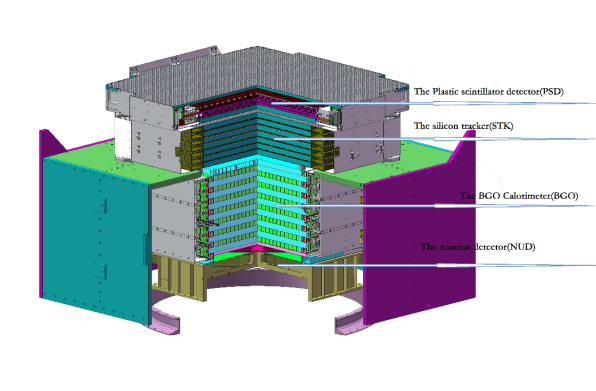 The Plastic scintillator detector(PSD)
The silicon tracker(STK)
The BGO Calorimeter(BGO)
The neutron detector(NUD)